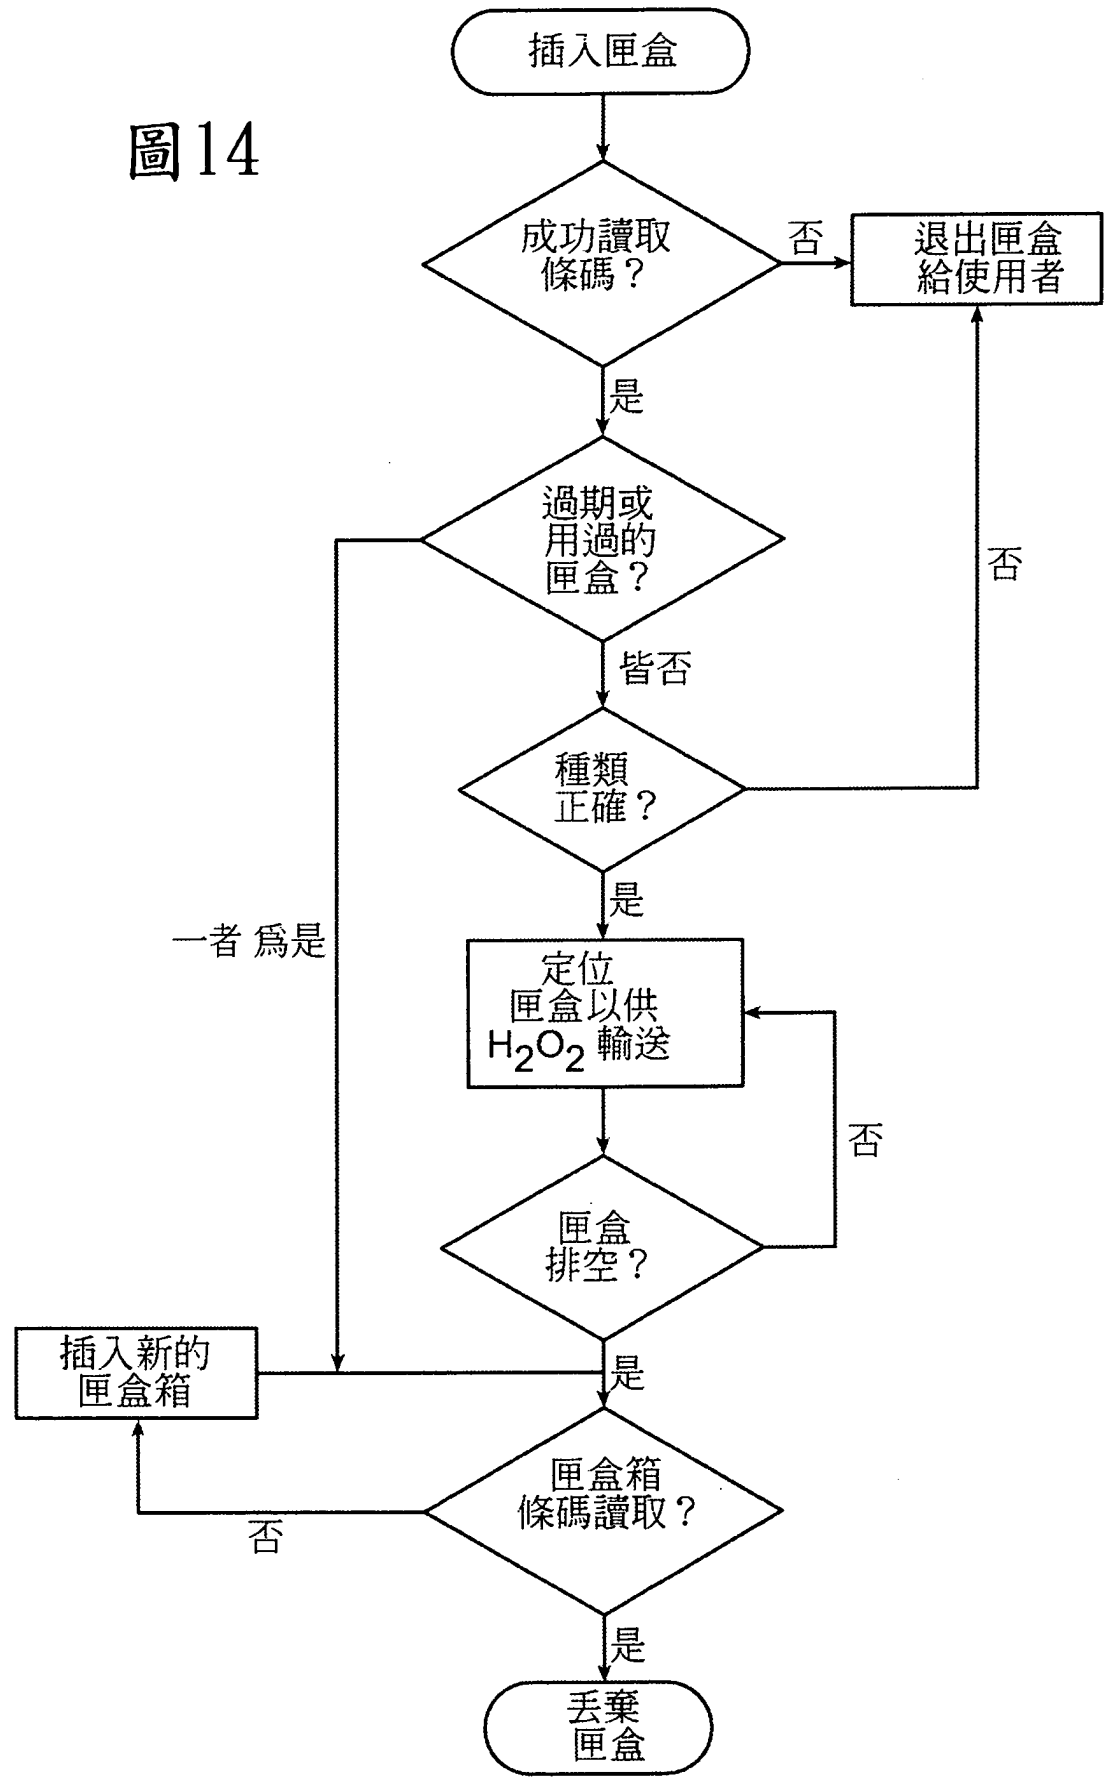 插入匣盒
圖14
成功讀取
條碼？
否
退出匣盒
給使用者
是
過期或
用過的
匣盒？
否
皆否
種類
正確？
是
一者 爲是
定位
匣盒以供
H₂O₂ 輸送
否
匣盒
排空？
插入新的
匣盒箱
是
匣盒箱
條碼讀取？
否
是
丟棄
匣盒